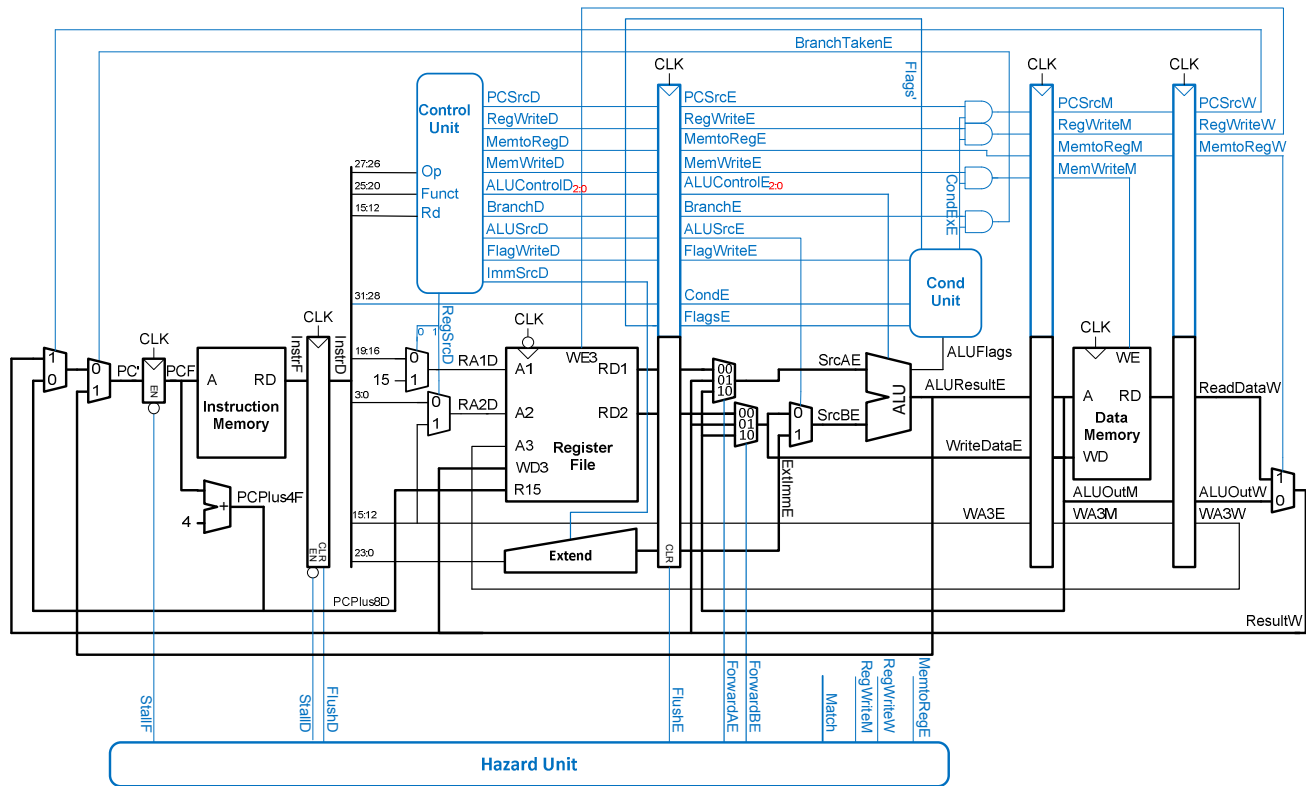 BranchTakenE
CLK
CLK
CLK
Flags'
Control
Unit
PCSrcD
PCSrcE
PCSrcM
PCSrcW
RegWriteD
RegWriteE
RegWriteM
RegWriteW
MemtoRegD
MemtoRegE
MemtoRegM
MemtoRegW
27:26
Op
MemWriteD
MemWriteE
MemWriteM
25:20
Funct
ALUControlD2:0
ALUControlE2:0
CondExE
15:12
Rd
BranchD
BranchE
ALUSrcD
ALUSrcE
FlagWriteD
FlagWriteE
ImmSrcD
Cond
Unit
31:28
CondE
FlagsE
RegSrcD
0 1
CLK
CLK
CLK
CLK
InstrF
InstrD
19:16
0
1
15
RA1D
A1
WE3
RD1
00
01
10
SrcAE
ALUFlags
WE
1
0
0
1
PC'
PCF
EN
A
RD
Instruction
Memory
3:0
0
1
RA2D
A2
RD2
00
01
10
0
1
SrcBE
ALU
ALUResultE
A
RD
Data
Memory
ReadDataW
A3
Register
File
WD3
R15
WriteDataE
WD
ExtImmE
1
0
PCPlus4F
4
+
ALUOutM
ALUOutW
15:12
WA3E
WA3M
WA3W
EN
CLR
CLR
23:0
Extend
PCPlus8D
ResultW
StallF
StallD
FlushD
FlushE
ForwardAE
ForwardBE
Match
RegWriteM
RegWriteW
MemtoRegE
Hazard Unit